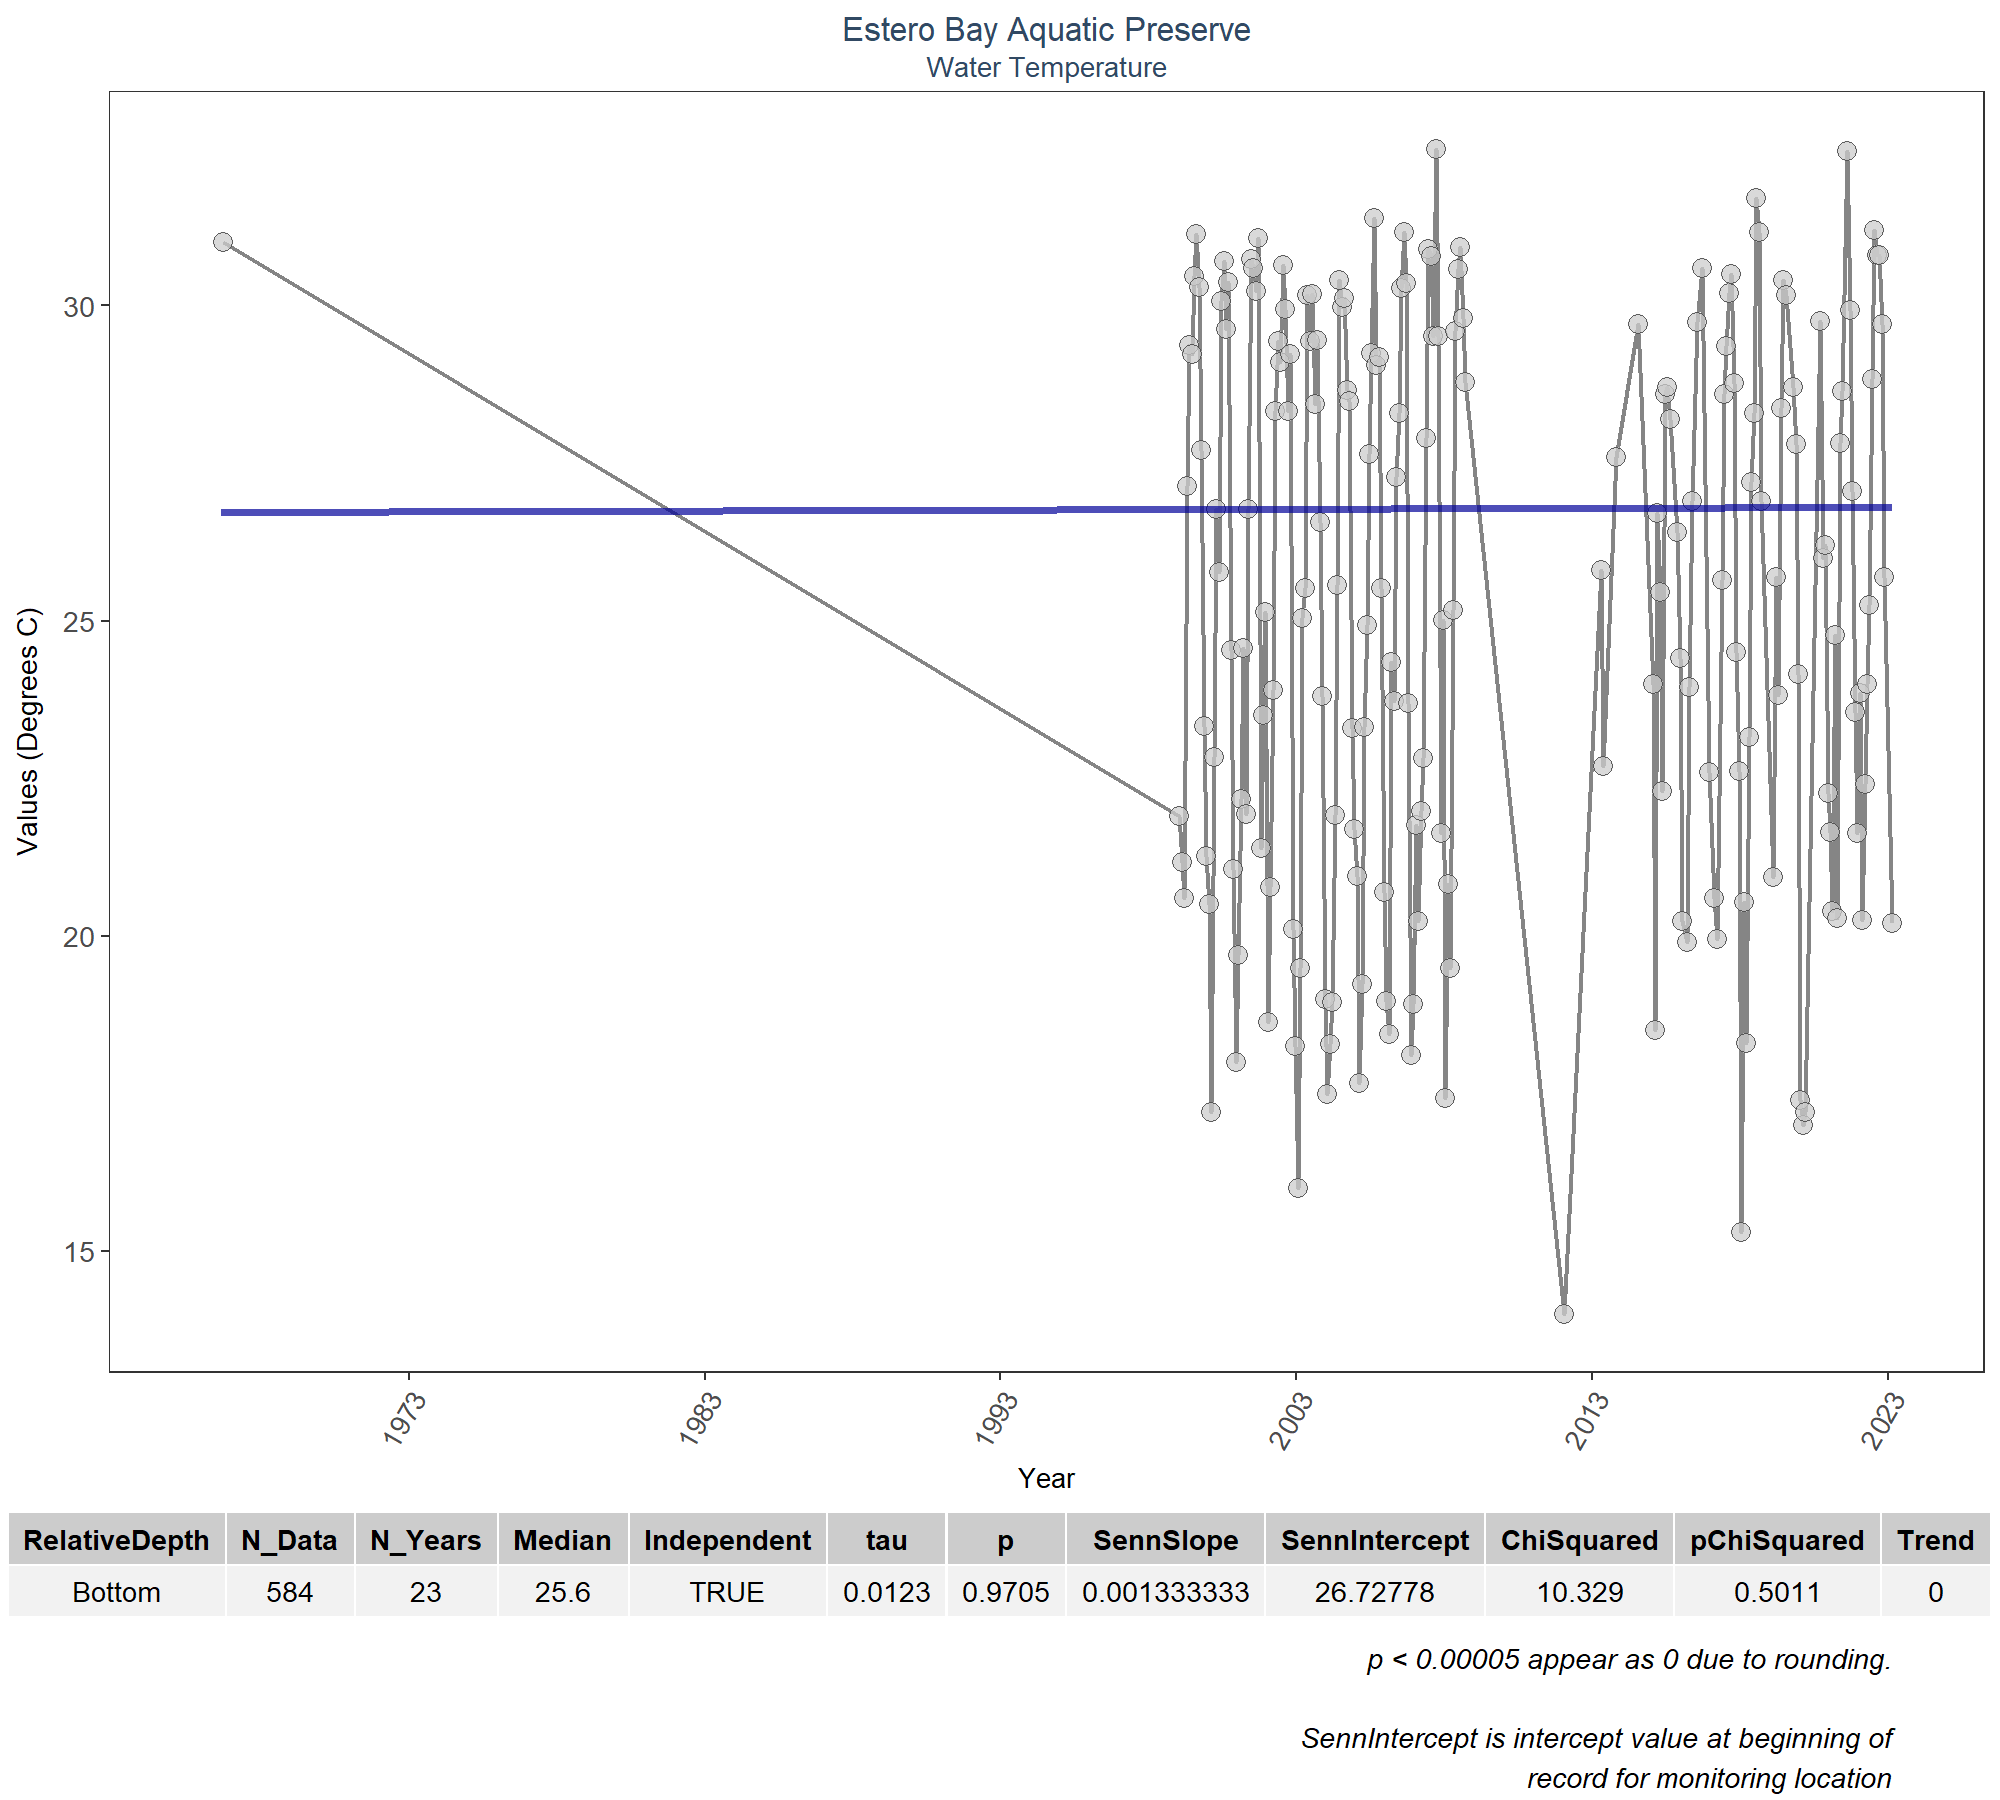 Estero Bay Aquatic Preserve
Water Temperature
Values (Degrees C)
30
25
20
15
1973
1983
1993
2003
2013
2023
Year
RelativeDepth N_Data N_Years Median Independent tau p SennSlope SennIntercept ChiSquared pChiSquared Trend
Bottom 584 23 25.6 TRUE 0.0123 0.9705 0.001333333 26.72778 10.329 0.5011 0
p < 0.00005 appear as 0 due to rounding.
SennIntercept is intercept value at beginning of
record for monitoring location